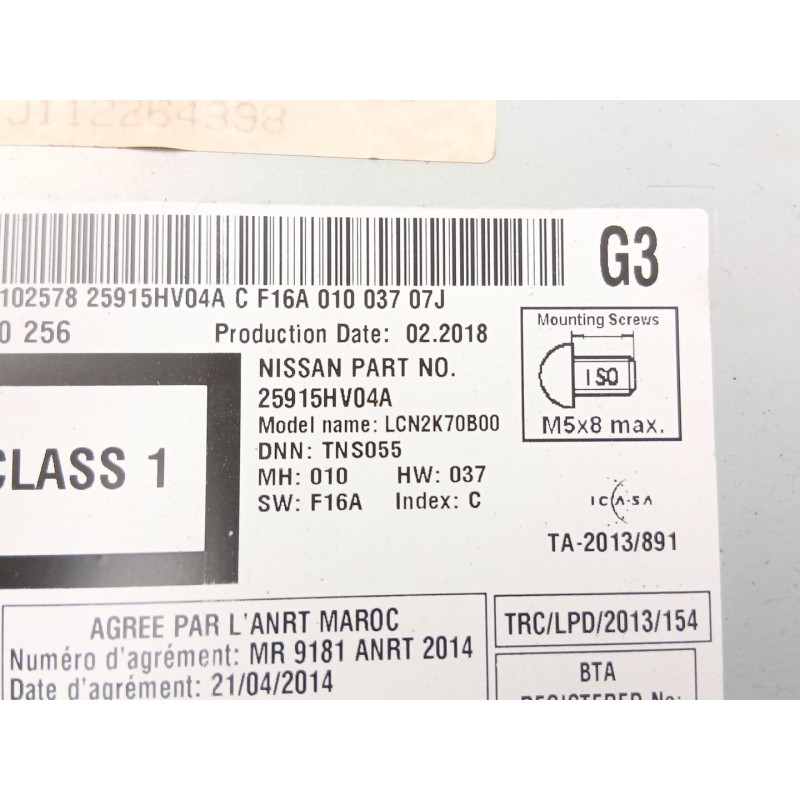 J112264398
G3
102578 25915HV04A C F16A 010 037 07J
0 256
Production Date: 02.2018
NISSAN PART NO.
25915HV04A
Model name: LCN2K70B00
DNN: TNS055
MH: 010 HW: 037
SW: F16A Index: C
Mounting Screws
ISO
M5x8 max.
CLASS 1
ICASA
TA-2013/891
AGREE PAR L'ANRT MAROC
Numéro d'agrément: MR 9181 ANRT 2014
Date d'agrément: 21/04/2014
TRC/LPD/2013/154
BTA
REGISTERED No: